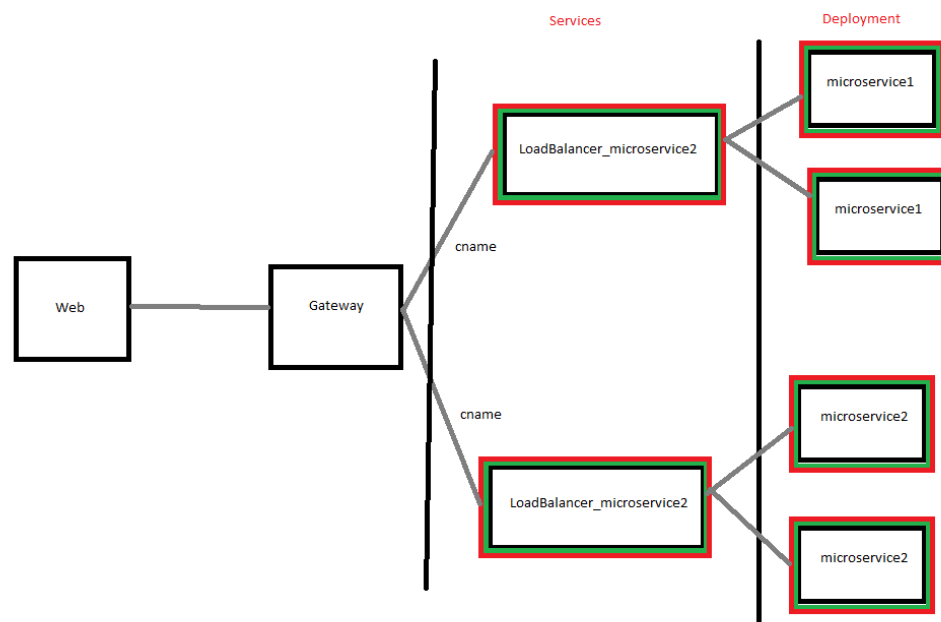 Services
Deployment
microservice1
LoadBalancer_microservice2
microservice1
cname
Web
Gateway
cname
microservice2
LoadBalancer_microservice2
microservice2